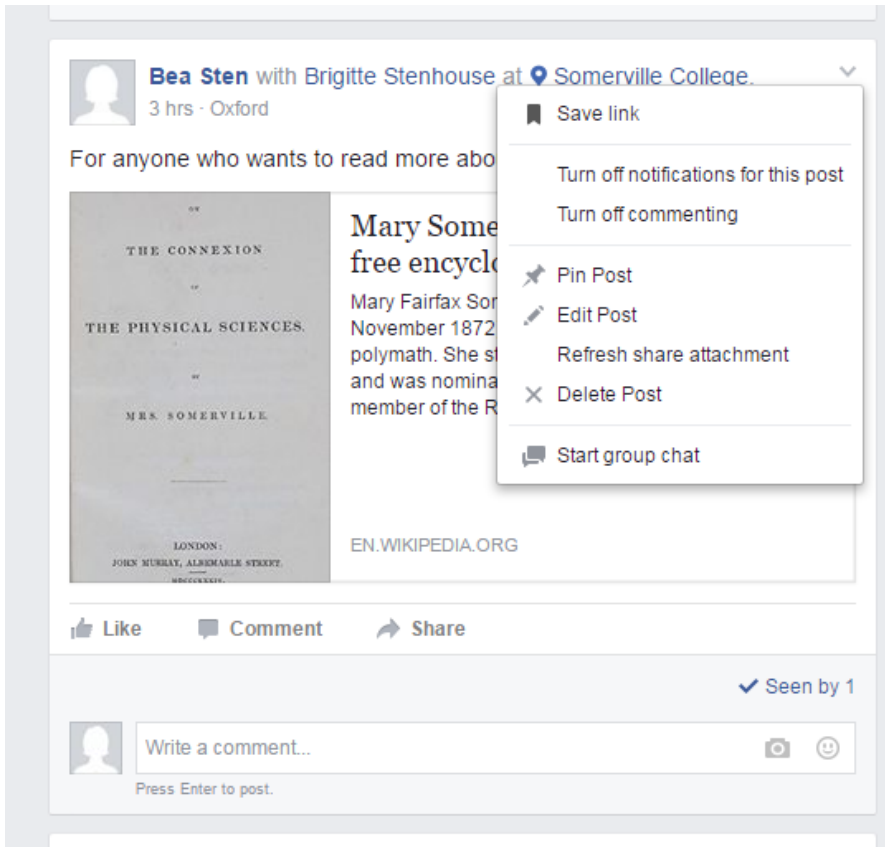 Bea Sten with Brigitte Stenhouse at Somerville College.
3 hrs · Oxford
For anyone who wants to read more abo
ON
THE CONNEXION
OF
THE PHYSICAL SCIENCES.
BY
MRS. SOMERVILLE.
LONDON:
JOHN MURRAY, ALBEMARLE STREET.
Mary Some
free encyclo
Mary Fairfax Som
November 1872
polymath. She st
and was nomina
member of the R
EN.WIKIPEDIA.ORG
Save link
Turn off notifications for this post
Turn off commenting
Pin Post
Edit Post
Refresh share attachment
Delete Post
Start group chat
Like Comment Share
Seen by 1
Write a comment...
Press Enter to post.